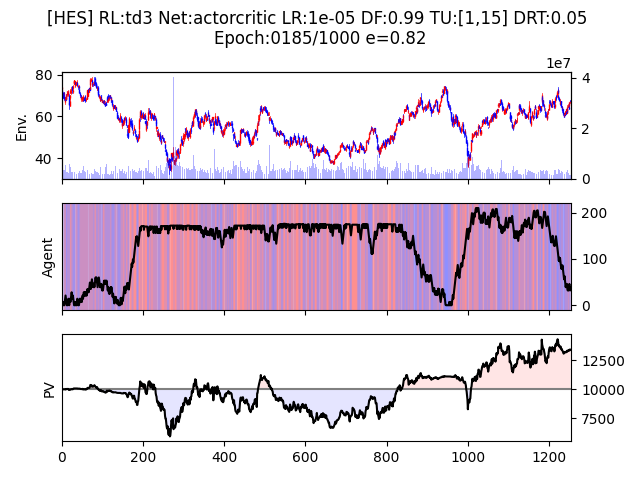 [HES] RL:td3 Net:actorcritic LR:1e-05 DF:0.99 TU:[1,15] DRT:0.05
Epoch:0185/1000 e=0.82
1e7
80
60
40
Env.
4
2
0
Agent
200
100
0
PV
12500
10000
7500
0 200 400 600 800 1000 1200